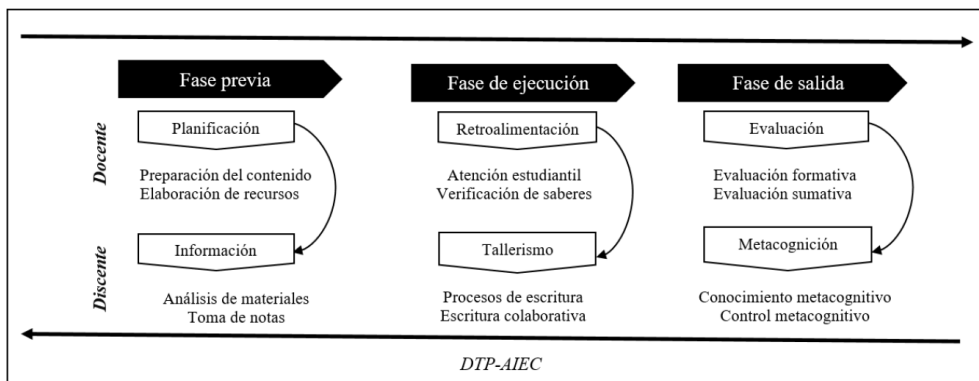 Fase previa
Fase de ejecución
Fase de salida
Docente
Planificación
Retroalimentación
Evaluación
Preparación del contenido
Elaboración de recursos
Atención estudiantil
Verificación de saberes
Evaluación formativa
Evaluación sumativa
Discente
Información
Tallerismo
Metacognición
Análisis de materiales
Toma de notas
Procesos de escritura
Escritura colaborativa
Conocimiento metacognitivo
Control metacognitivo
DTP-AIEC